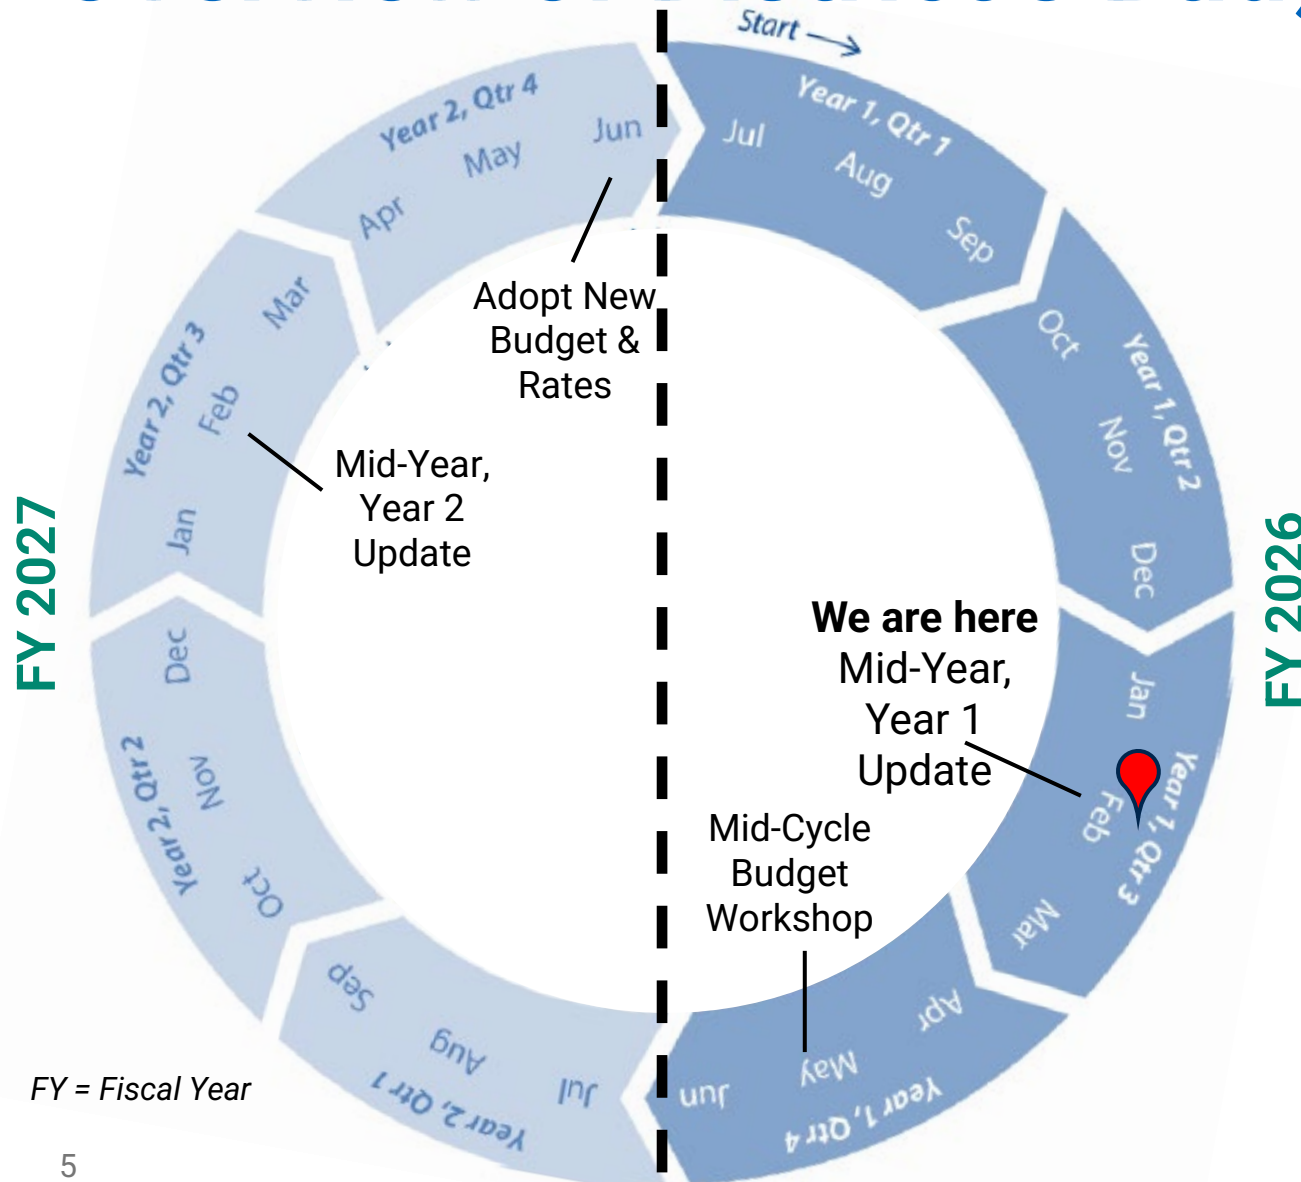 Start
Year 1, Qtr 1
Jul
Aug
Sep
Year 1, Qtr 2
Oct
Nov
Dec
Year 1, Qtr 3
Jan
Feb
Mar
Year 1, Qtr 4
Apr
May
Jun
Year 2, Qtr 1
Jul
Aug
Sep
Year 2, Qtr 2
Oct
Nov
Dec
Year 2, Qtr 3
Jan
Feb
Mar
Year 2, Qtr 4
Apr
May
Jun
Adopt New
Budget &
Rates
Mid-Year,
Year 2
Update
We are here
Mid-Year,
Year 1
Update
Mid-Cycle
Budget
Workshop
FY 2027
FY 2026
FY = Fiscal Year
5